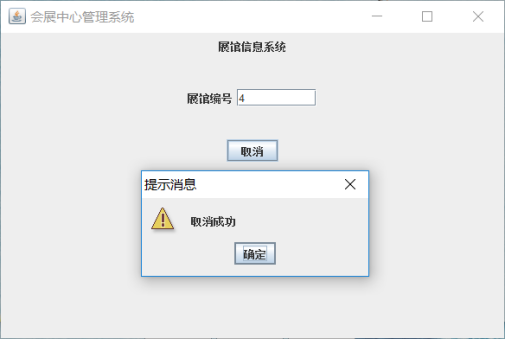 会展中心管理系统
展馆信息系统
展馆编号 4
取消
提示消息
取消成功
确定